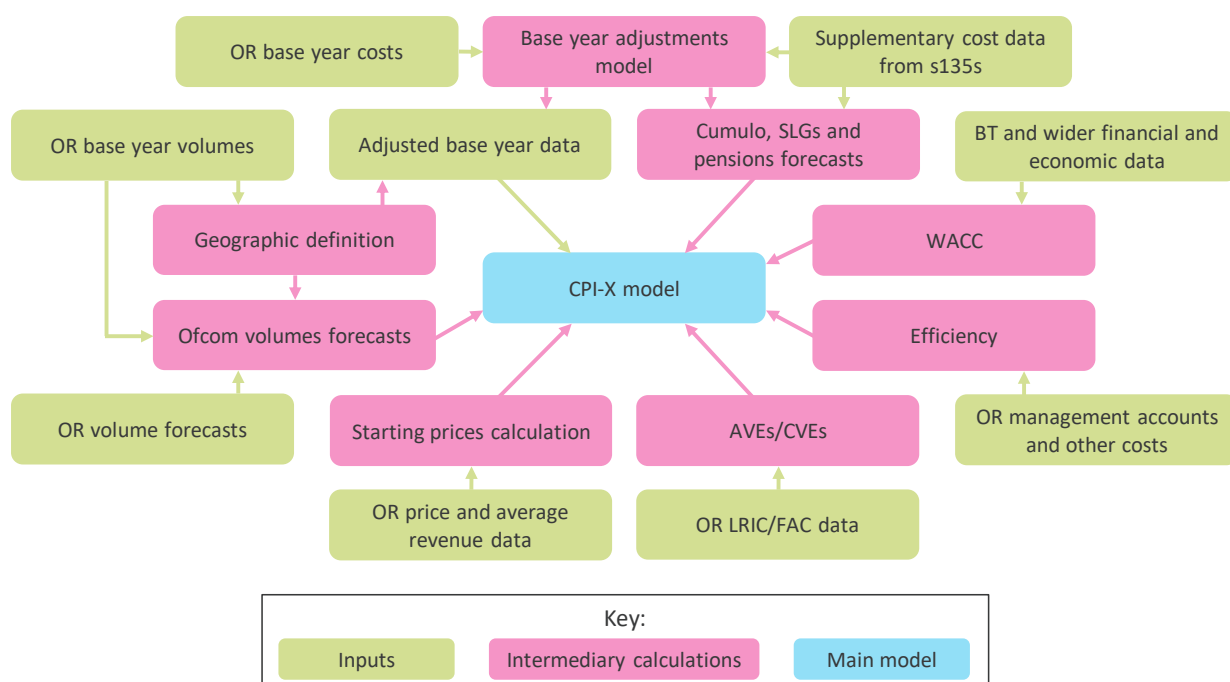 OR base year costs
Base year adjustments
model
Supplementary cost data
from s135s
OR base year volumes
Adjusted base year data
Cumulo, SLGs and
pensions forecasts
BT and wider financial and
economic data
Geographic definition
WACC
CPI-X model
Ofcom volumes forecasts
Efficiency
OR volume forecasts
Starting prices calculation
AVEs/CVEs
OR management accounts
and other costs
OR price and average
revenue data
OR LRIC/FAC data
Key:
Inputs
Intermediary calculations
Main model